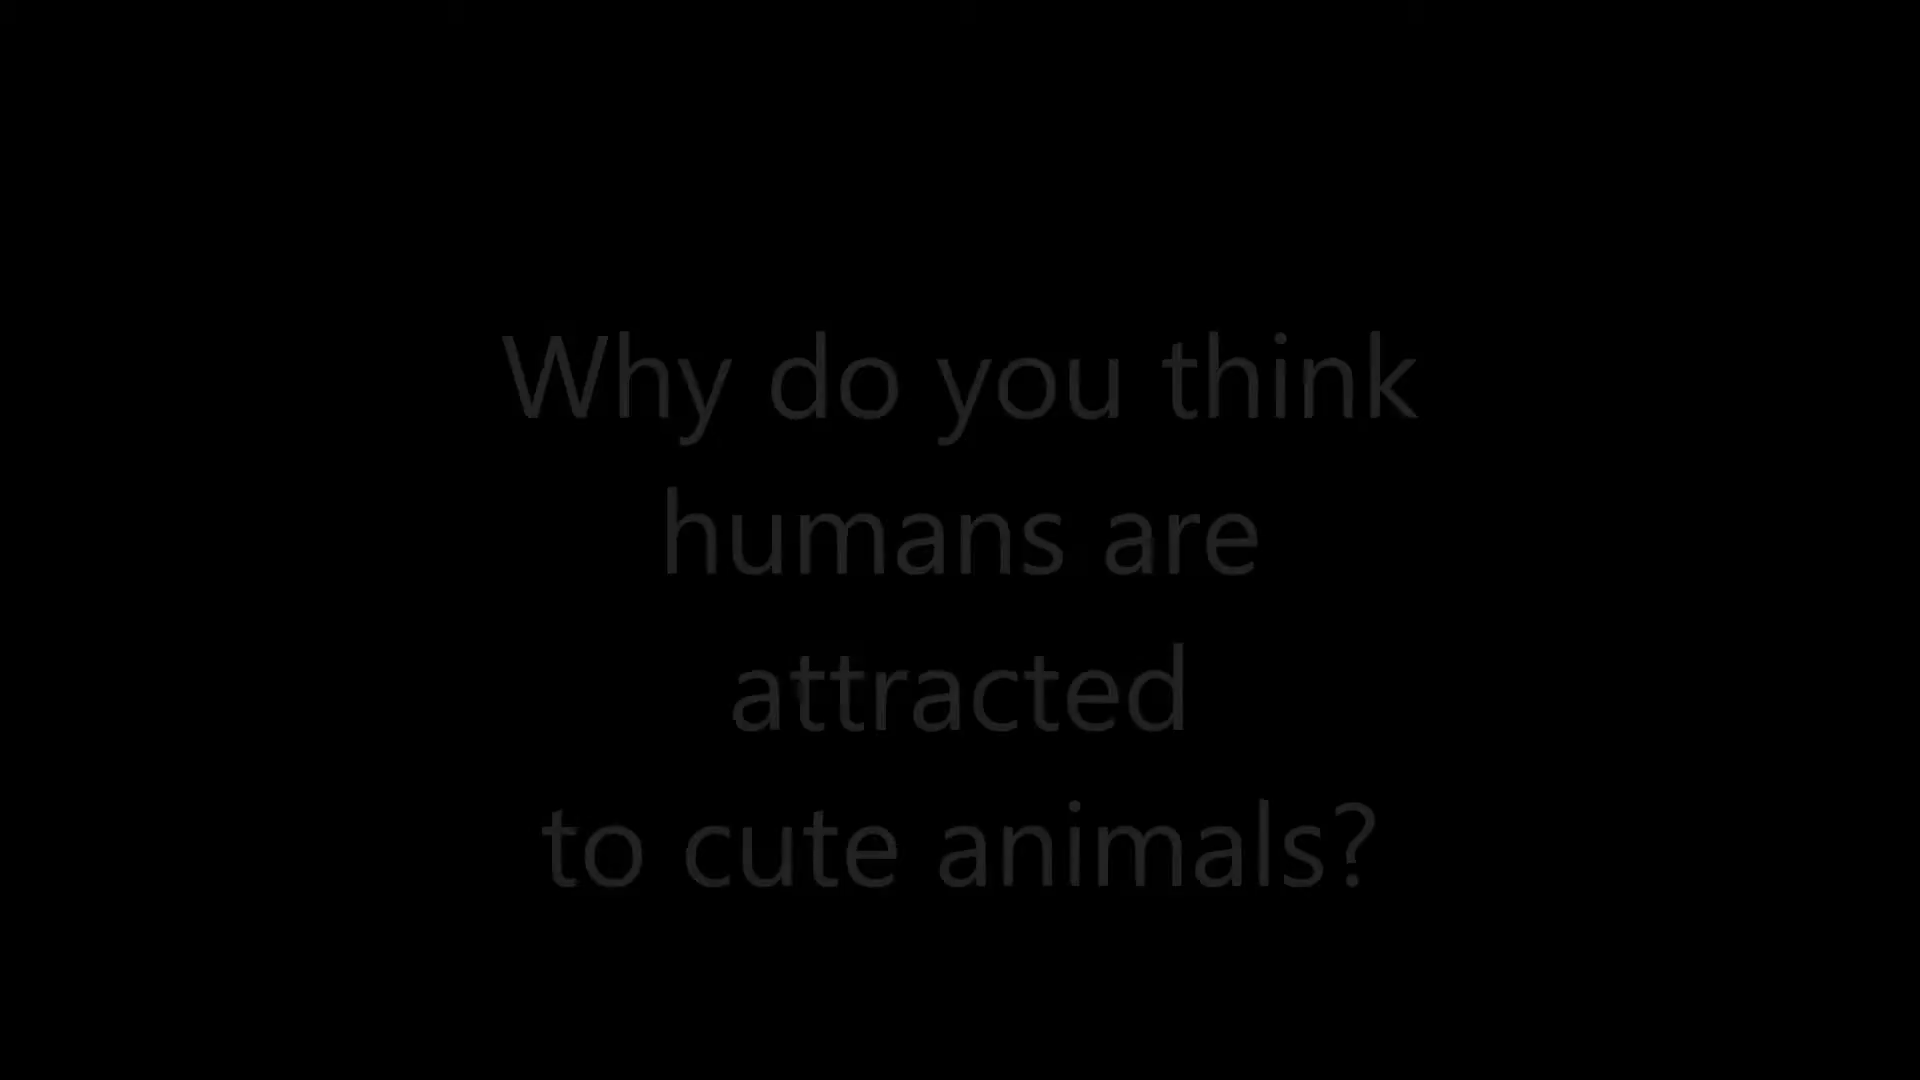 Why do you think
humans are
attracted
to cute animals?